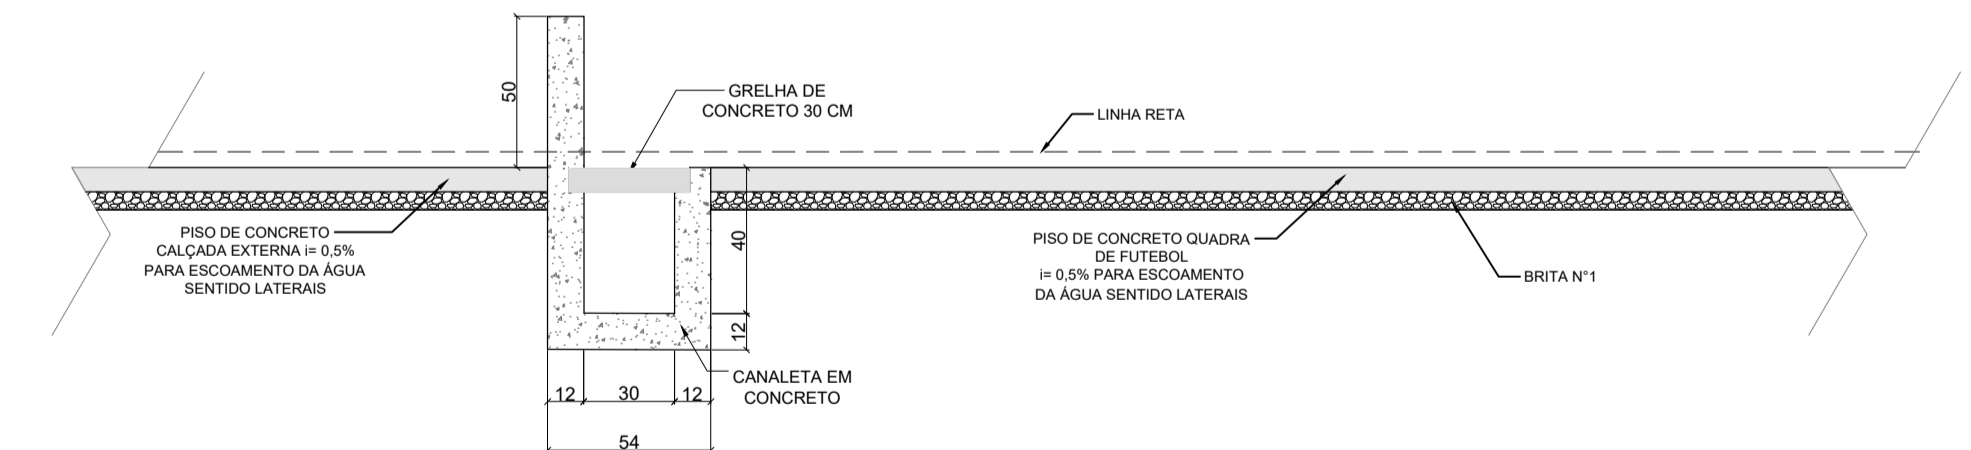 50
GRELHA DE
CONCRETO 30 CM
LINHA RETA
PISO DE CONCRETO
CALÇADA EXTERNA i= 0,5%
PARA ESCOAMENTO DA ÁGUA
SENTIDO LATERAIS
40
12
PISO DE CONCRETO QUADRA
DE FUTEBOL
i= 0,5% PARA ESCOAMENTO
DA ÁGUA SENTIDO LATERAIS
BRITA N°1
CANALETA EM
CONCRETO
12 30 12
54